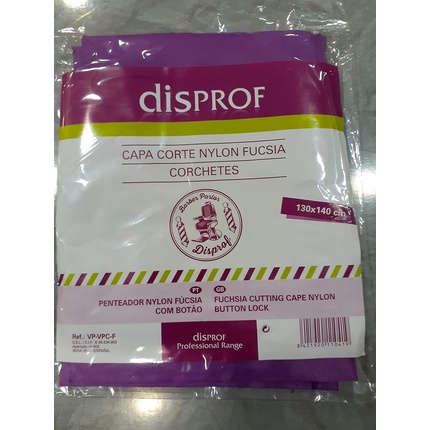 disPROF
CAPA CORTE NYLON FUCSIA
CORCHETES
Barber Parlor
Disprof
130x140 cm
PT
PENTEADOR NYLON FÚCSIA
COM BOTÃO
GB
FUCHSIA CUTTING CAPE NYLON
BUTTON LOCK
Ref.: VP-VPC-F
disPROF
Professional Range